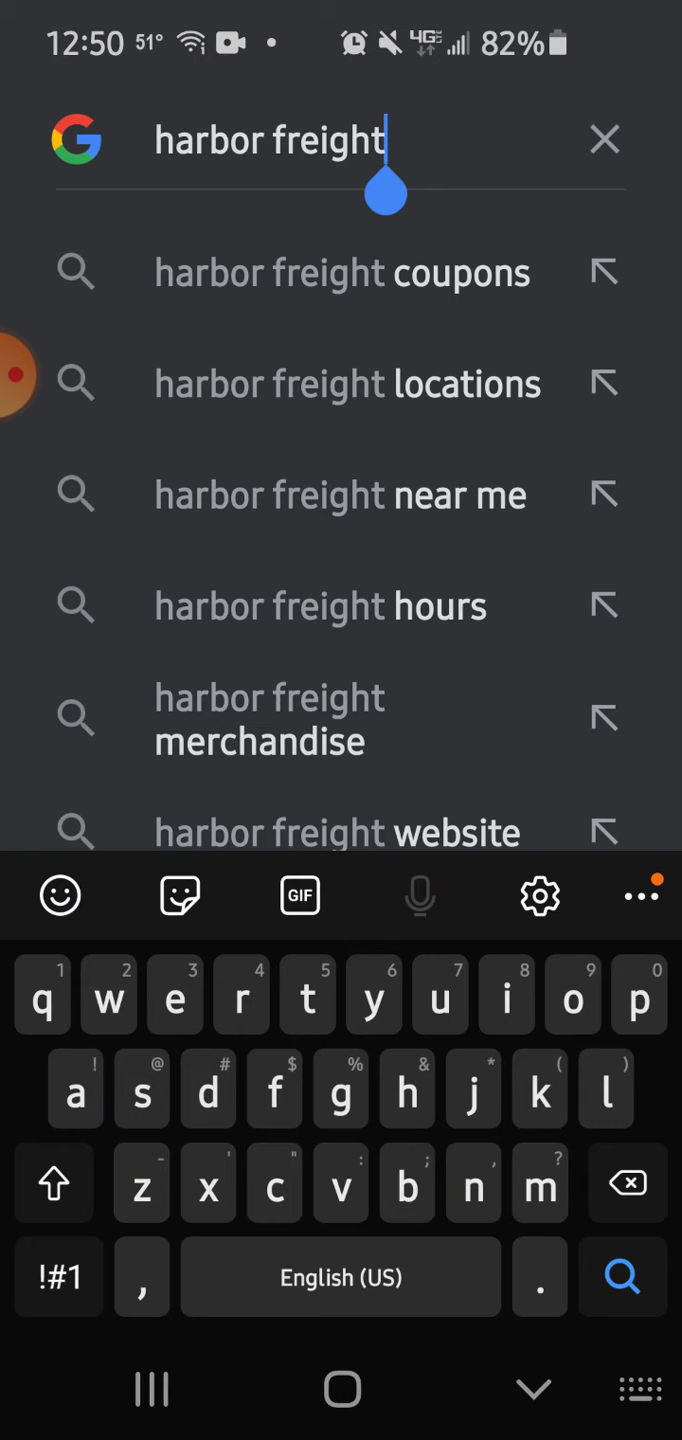 12:50 51° 4G LTE 82%
harbor freight
harbor freight coupons
harbor freight locations
harbor freight near me
harbor freight hours
harbor freight
merchandise
harbor freight website
GIF
1 2 3 4 5 6 7 8 9 0
q w e r t y u i o p
! @ # $ % & * ( )
a s d f g h j k l
- ' " : ; , ?
z x c v b n m
!#1 , English (US) .